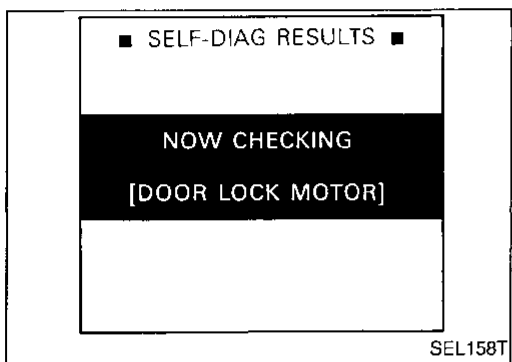 ■ SELF-DIAG RESULTS ■
NOW CHECKING
[DOOR LOCK MOTOR]
SEL158T